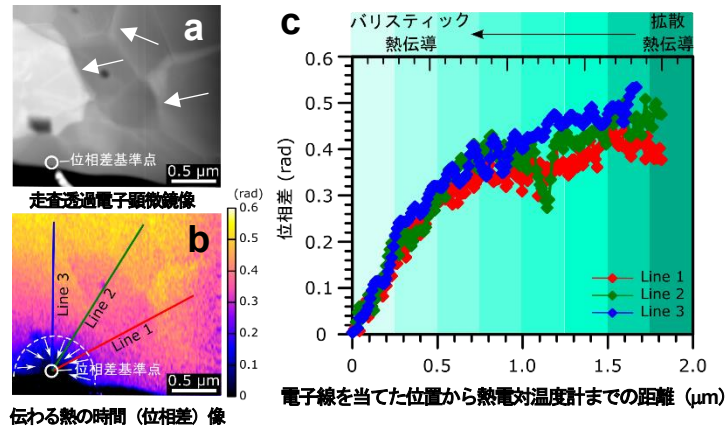 a
位相差基準点
0.5 μm
走査透過電子顕微鏡像
(rad)
0.6
0.5
0.4
0.3
0.2
0.1
0
b
Line 3
Line 2
Line 1
位相差基準点
0.5 μm
伝わる熱の時間（位相差）像
c
バリスティック
熱伝導
拡散
熱伝導
位相差 (rad)
0.6
0.5
0.4
0.3
0.2
0.1
0
Line 1
Line 2
Line 3
0 0.5 1.0 1.5 2.0
電子線を当てた位置から熱電対温度計までの距離（μm）